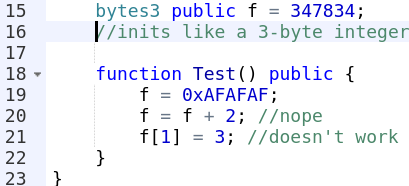 15 bytes3 public f = 347834;
16 //inits like a 3-byte integer
17
18 function Test() public {
19 f = 0xAFAFAF;
20 f = f + 2; //nope
21 f[1] = 3; //doesn't work
22 }
23 }